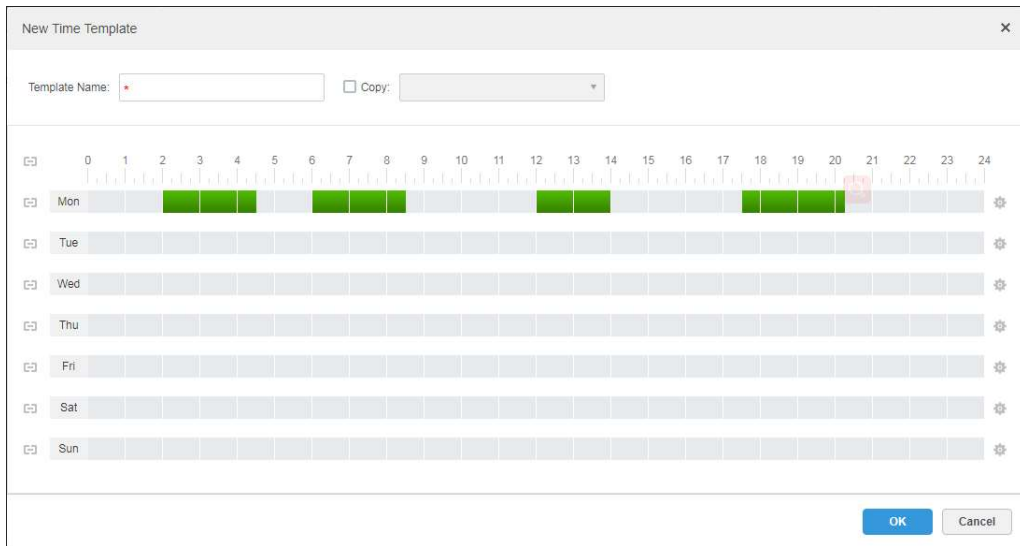 New Time Template
Template Name: * Copy:
0 1 2 3 4 5 6 7 8 9 10 11 12 13 14 15 16 17 18 19 20 21 22 23 24
Mon
Tue
Wed
Thu
Fri
Sat
Sun
OK Cancel